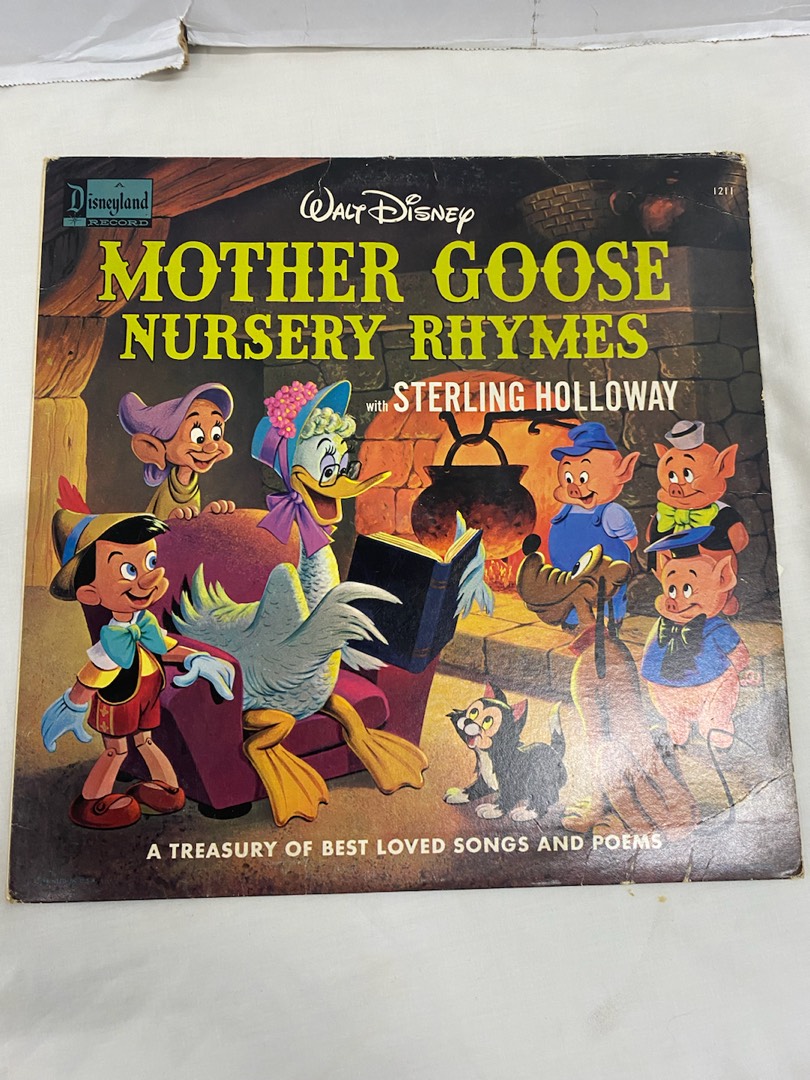 Disneyland
RECORD
1211
WALT DISNEY
MOTHER GOOSE
NURSERY RHYMES
with STERLING HOLLOWAY
A TREASURY OF BEST LOVED SONGS AND POEMS